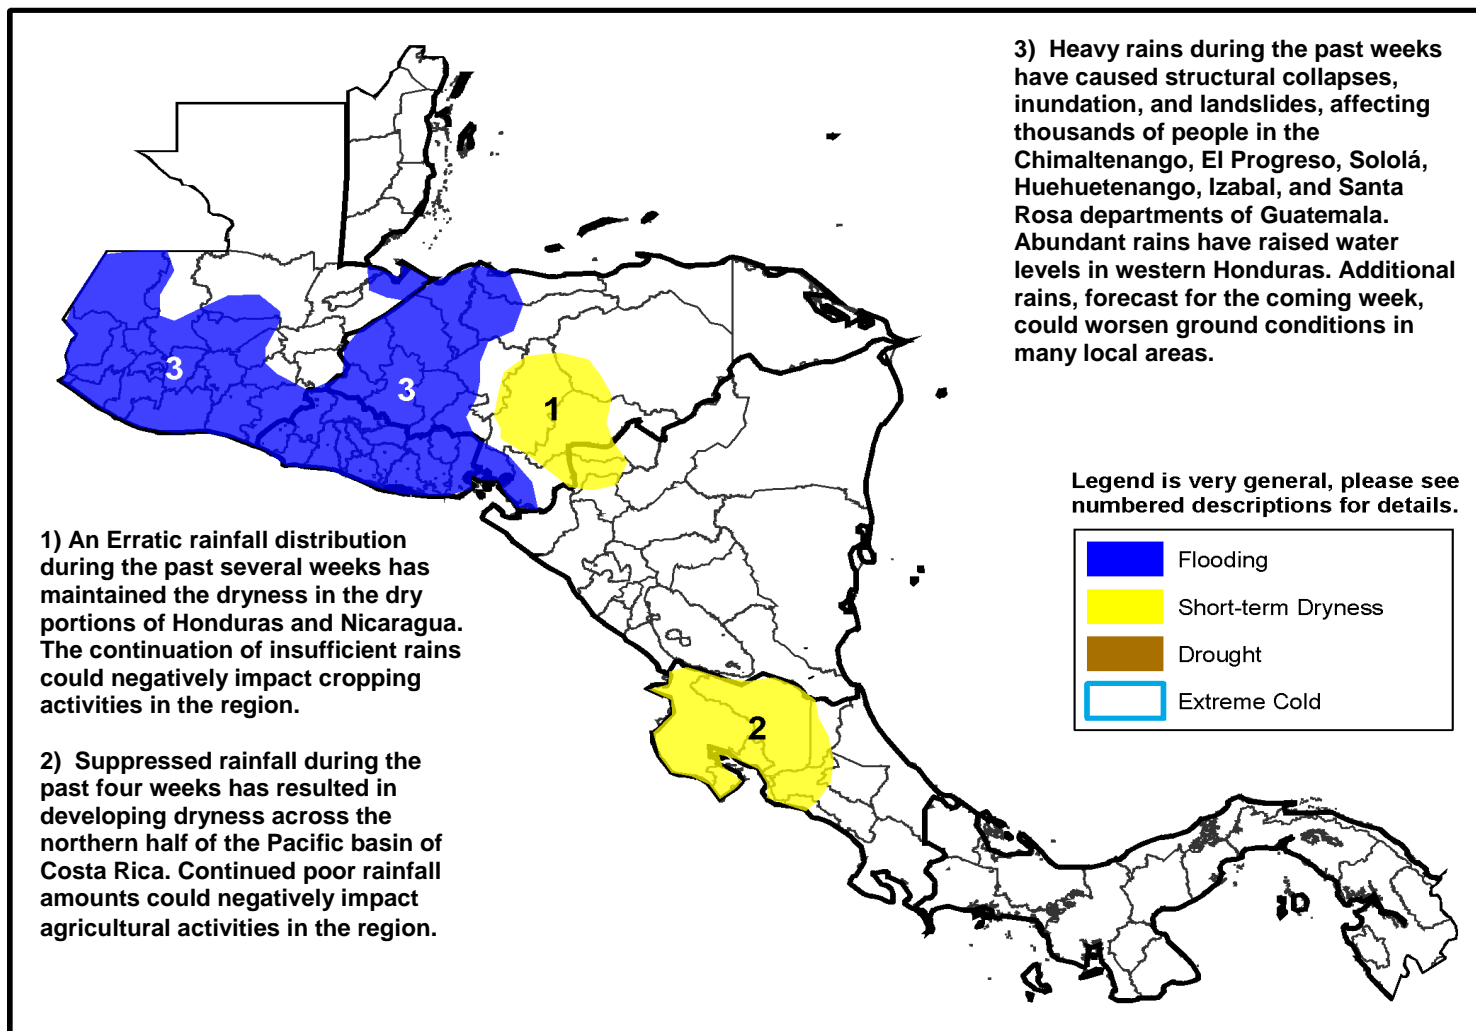 3)  Heavy rains during the past weeks
have caused structural collapses,
inundation, and landslides, affecting
thousands of people in the
Chimaltenango, El Progreso, Sololá,
Huehuetenango, Izabal, and Santa
Rosa departments of Guatemala.
Abundant rains have raised water
levels in western Honduras. Additional
rains, forecast for the coming week,
could worsen ground conditions in
many local areas.
3
3
1
2
Legend is very general, please see
numbered descriptions for details.
Flooding
Short-term Dryness
Drought
Extreme Cold
1) An Erratic rainfall distribution
during the past several weeks has
maintained the dryness in the dry
portions of Honduras and Nicaragua.
The continuation of insufficient rains
could negatively impact cropping
activities in the region.
2)  Suppressed rainfall during the
past four weeks has resulted in
developing dryness across the
northern half of the Pacific basin of
Costa Rica. Continued poor rainfall
amounts could negatively impact
agricultural activities in the region.